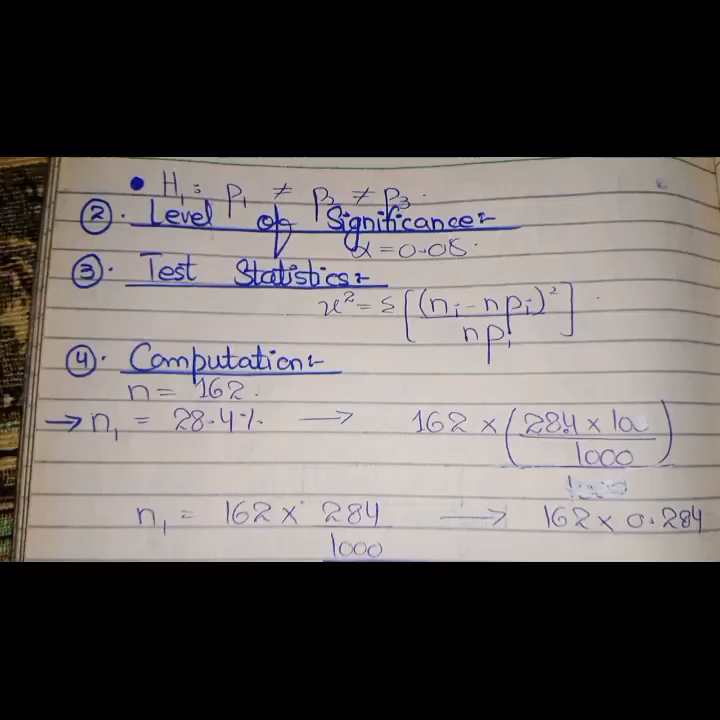 • H₁: P₁ ≠ P₂ ≠ P₃.
②. Level of Significance:-
α = 0.05.
③. Test Statistics:-
x² = Σ [(nᵢ - npᵢ)² / npᵢ]
④. Computation:-
n = 162.
→ n₁ = 28.4%. → 162 × (28.4 × 10 / 1000)
n₁ = 162 × 284 / 1000 → 162 × 0.284